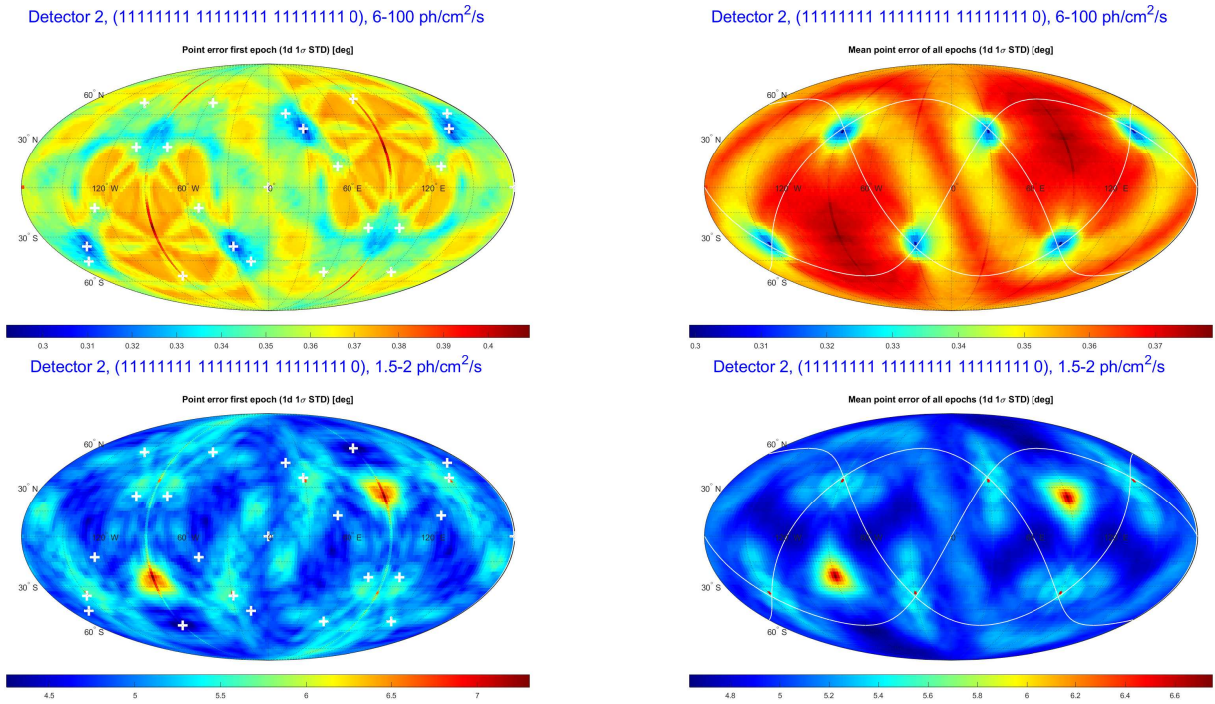 Detector 2, (11111111 11111111 11111111 0), 6-100 ph/cm²/s
Point error first epoch (1d 1σ STD) [deg]
60° N
30° N
120° W
60° W
0°
60° E
120° E
30° S
60° S
0.3 0.31 0.32 0.33 0.34 0.35 0.36 0.37 0.38 0.39 0.4
Detector 2, (11111111 11111111 11111111 0), 6-100 ph/cm²/s
Mean point error of all epochs (1d 1σ STD) [deg]
60° N
30° N
120° W
60° W
0°
60° E
120° E
30° S
60° S
0.3 0.31 0.32 0.33 0.34 0.35 0.36 0.37
Detector 2, (11111111 11111111 11111111 0), 1.5-2 ph/cm²/s
Point error first epoch (1d 1σ STD) [deg]
60° N
30° N
120° W
60° W
0°
60° E
120° E
30° S
60° S
4.5 5 5.5 6 6.5 7
Detector 2, (11111111 11111111 11111111 0), 1.5-2 ph/cm²/s
Mean point error of all epochs (1d 1σ STD) [deg]
60° N
30° N
120° W
60° W
0°
60° E
120° E
30° S
60° S
4.8 5 5.2 5.4 5.6 5.8 6 6.2 6.4 6.6